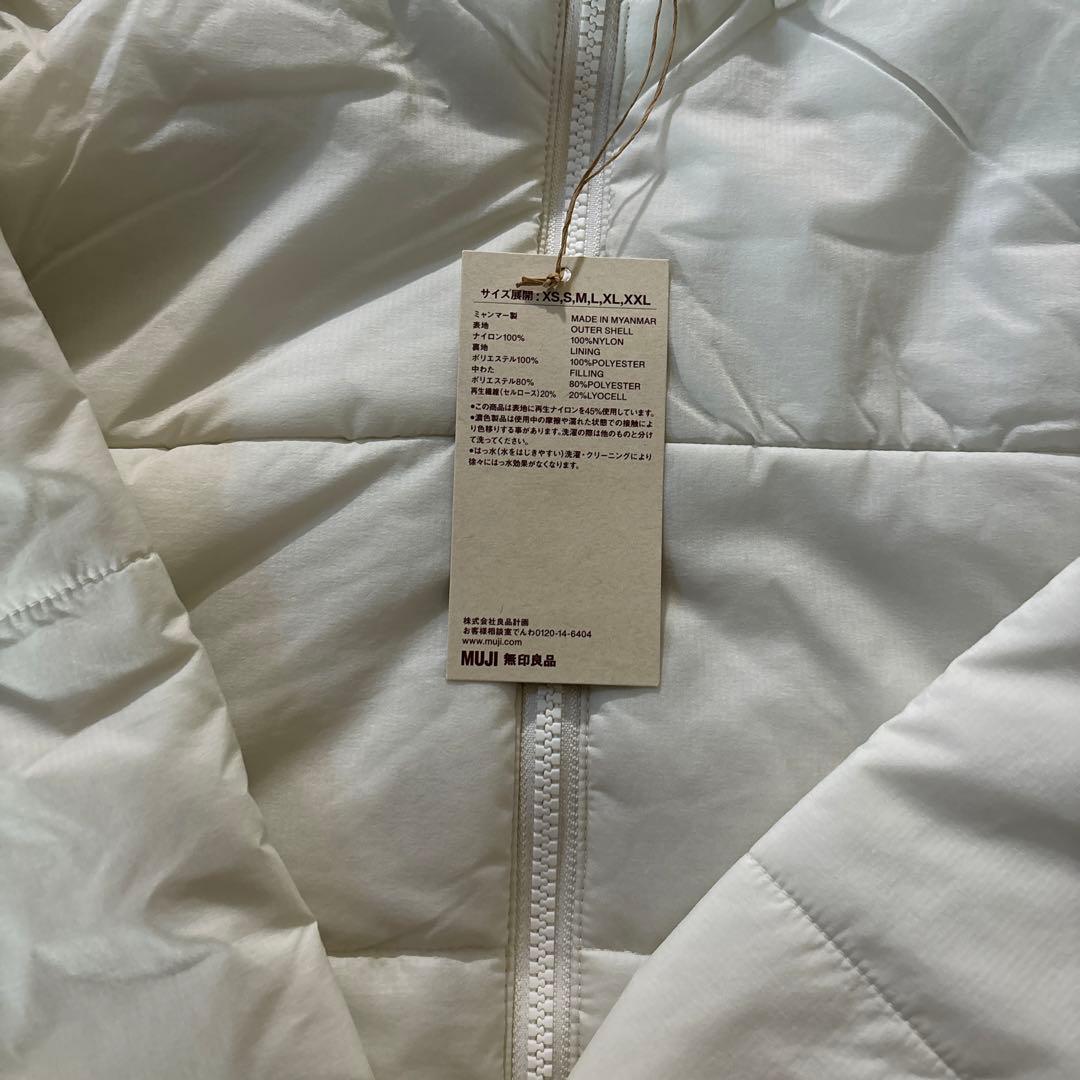 サイズ展開 : XS,S,M,L,XL,XXL
ミャンマー製 MADE IN MYANMAR
表地 OUTER SHELL
ナイロン100% 100%NYLON
裏地 LINING
ポリエステル100% 100%POLYESTER
中わた FILLING
ポリエステル80% 80%POLYESTER
再生繊維(セルロース)20% 20%LYOCELL
●この商品は表地に再生ナイロンを45%使用しています。
●濃色製品は使用中の摩擦や濡れた状態での接触によ
り色移りする事があります。洗濯の際は他のものと分け
て洗ってください。
●はっ水(水をはじきやすい)洗濯・クリーニングにより
徐々にはっ水効果がなくなります。
株式会社良品計画
お客様相談室でんわ0120-14-6404
www.muji.com
MUJI 無印良品